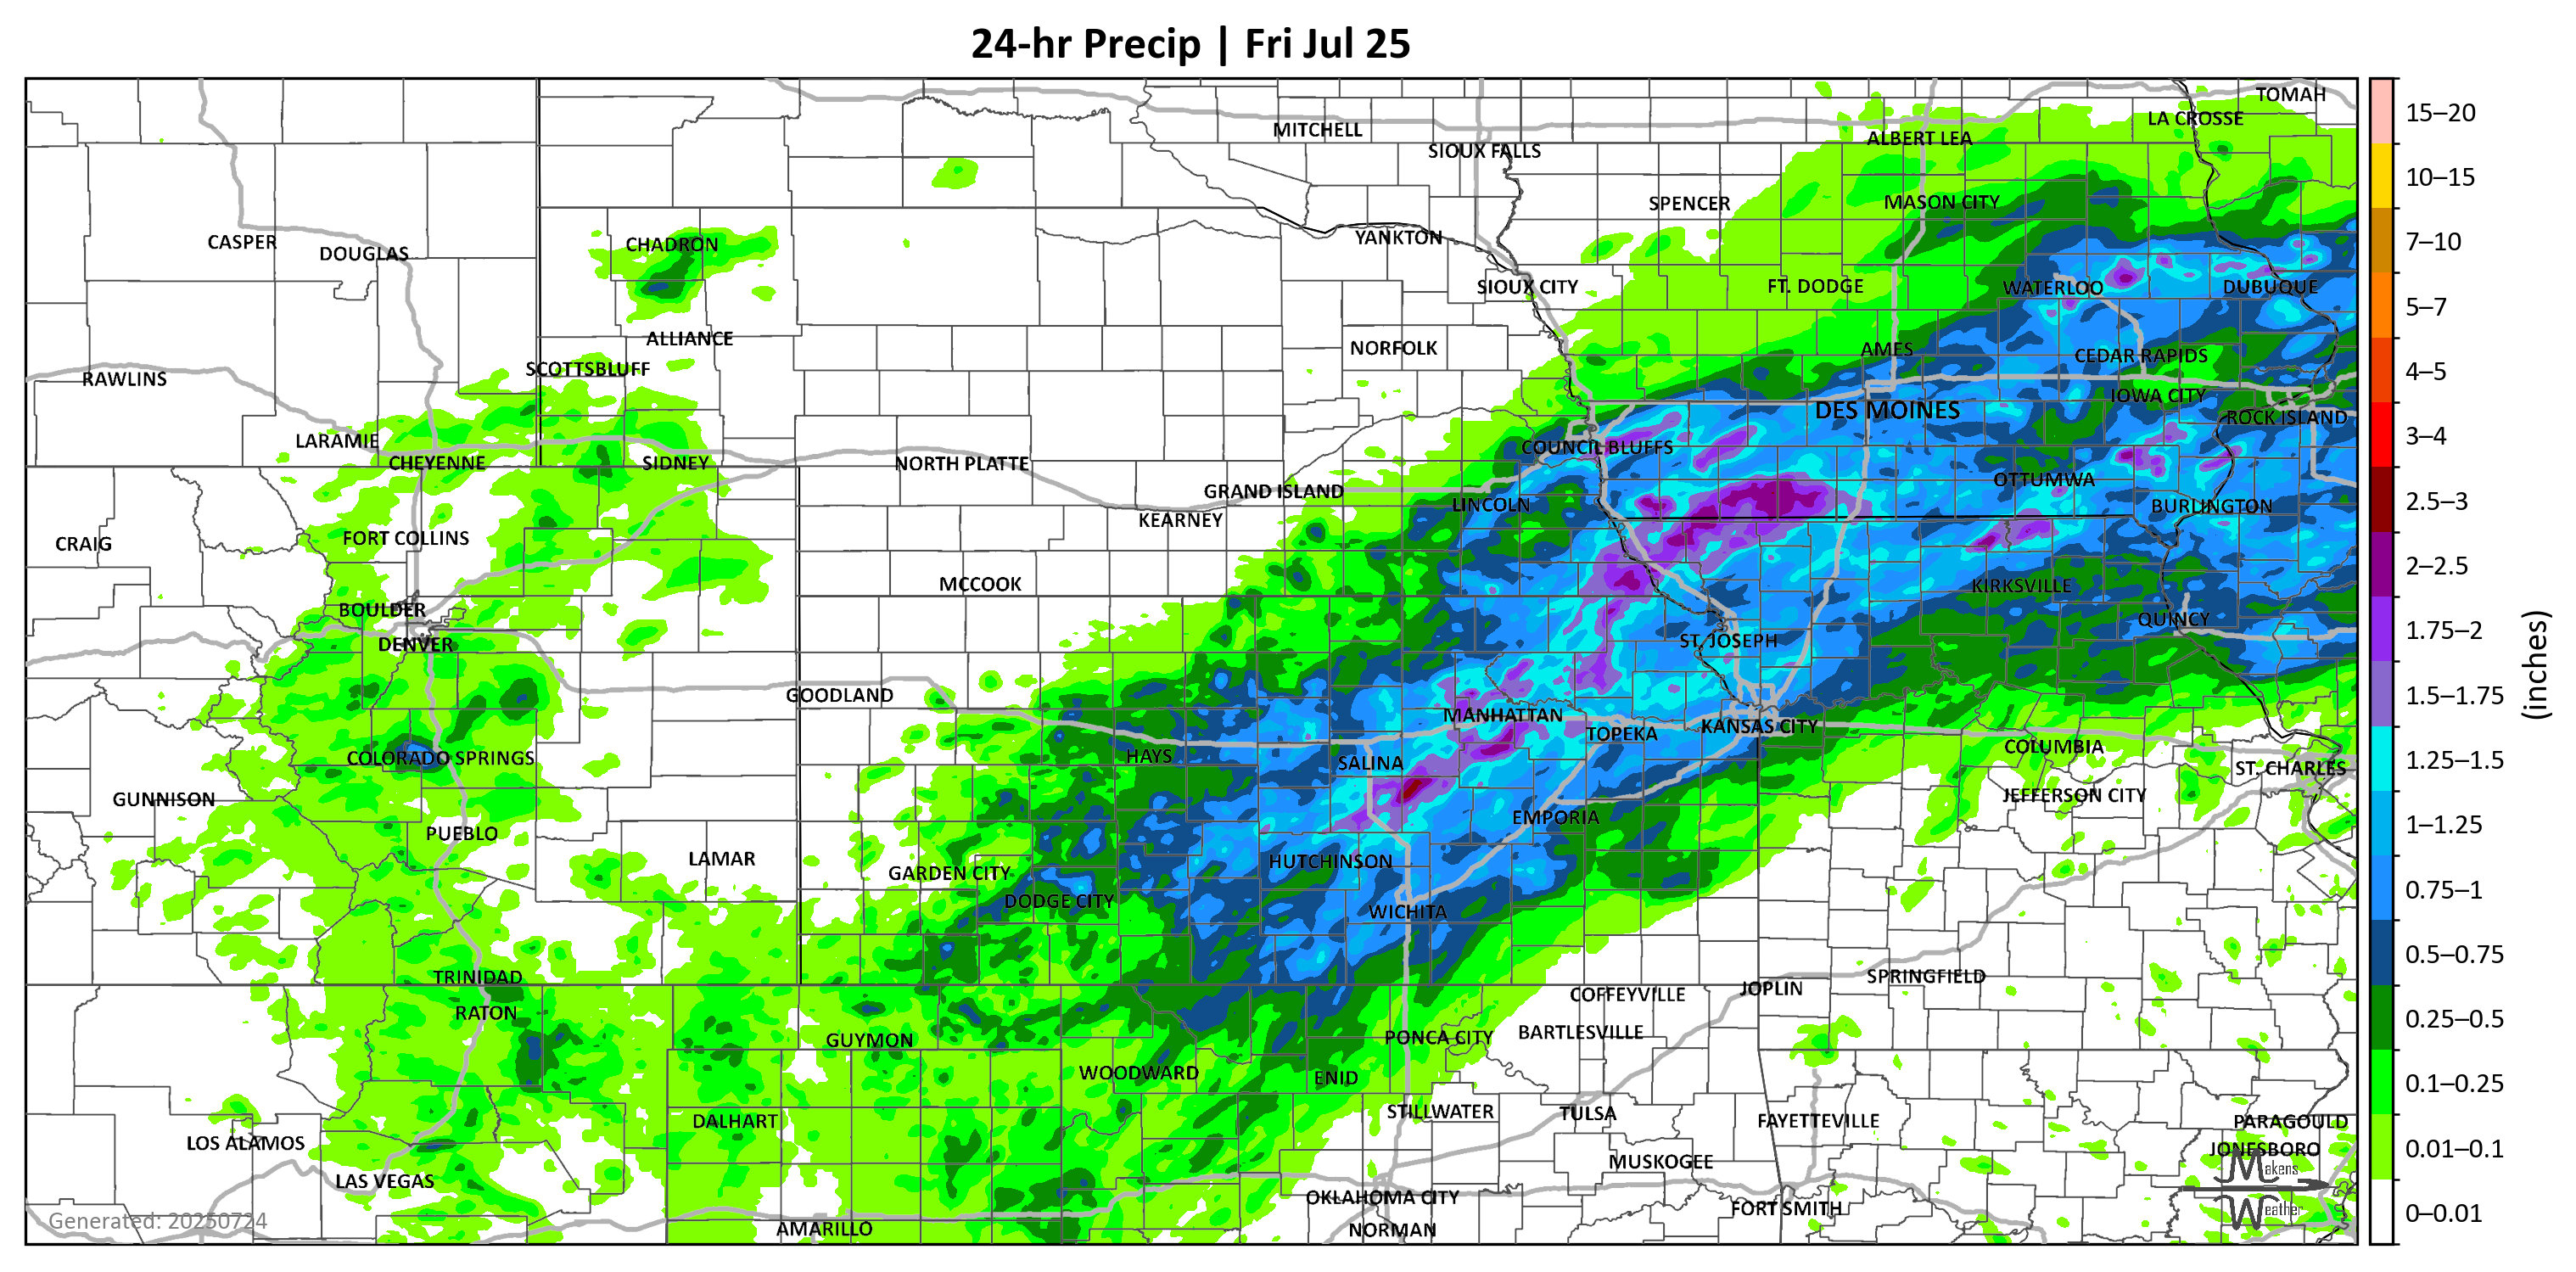 24-hr Precip | Fri Jul 25
TOMAH
LA CROSSE
MITCHELL
ALBERT LEA
SIOUX FALLS
SPENCER
MASON CITY
YANKTON
CASPER
DOUGLAS
CHADRON
SIOUX CITY
FT. DODGE
WATERLOO
DUBUQUE
ALLIANCE
NORFOLK
AMES
CEDAR RAPIDS
SCOTTSBLUFF
RAWLINS
IOWA CITY
DES MOINES
ROCK ISLAND
LARAMIE
COUNCIL BLUFFS
CHEYENNE
SIDNEY
NORTH PLATTE
OTTUMWA
GRAND ISLAND
LINCOLN
BURLINGTON
KEARNEY
CRAIG
FORT COLLINS
MCCOOK
KIRKSVILLE
BOULDER
QUINCY
DENVER
ST. JOSEPH
GOODLAND
MANHATTAN
TOPEKA
KANSAS CITY
COLUMBIA
COLORADO SPRINGS
HAYS
SALINA
ST. CHARLES
GUNNISON
JEFFERSON CITY
EMPORIA
PUEBLO
LAMAR
HUTCHINSON
GARDEN CITY
DODGE CITY
WICHITA
TRINIDAD
SPRINGFIELD
COFFEYVILLE
JOPLIN
RATON
GUYMON
PONCA CITY
BARTLESVILLE
WOODWARD
ENID
STILLWATER
TULSA
DALHART
FAYETTEVILLE
PARAGOULD
LOS ALAMOS
JONESBORO
MUSKOGEE
LAS VEGAS
OKLAHOMA CITY
FORT SMITH
AMARILLO
NORMAN
Makens
Weather
Generated: 20250724
15–20
10–15
7–10
5–7
4–5
3–4
2.5–3
2–2.5
1.75–2
1.5–1.75
1.25–1.5
1–1.25
0.75–1
0.5–0.75
0.25–0.5
0.1–0.25
0.01–0.1
0–0.01
(inches)